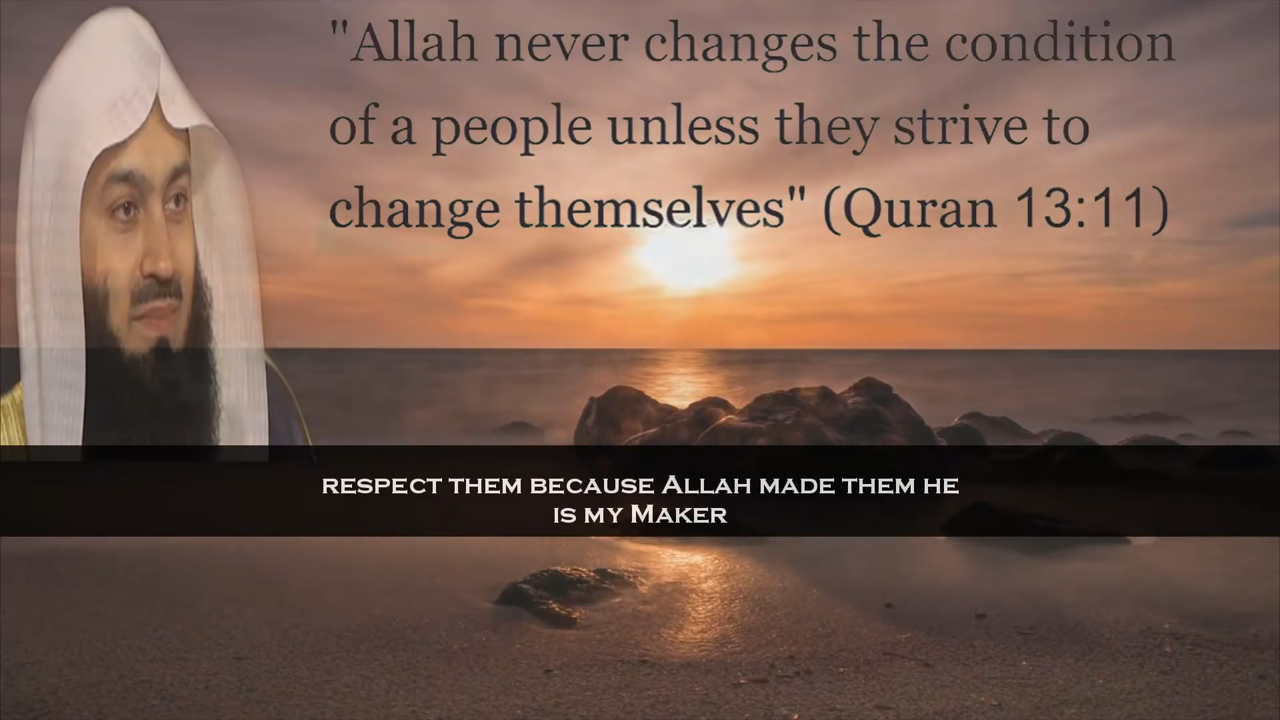 "Allah never changes the condition
of a people unless they strive to
change themselves" (Quran 13:11)
RESPECT THEM BECAUSE ALLAH MADE THEM HE
IS MY MAKER